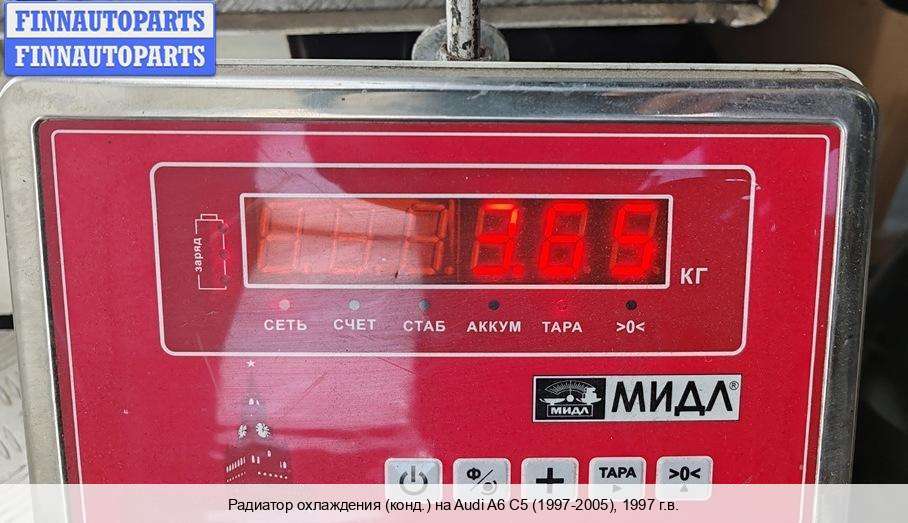 FINNAUTOPARTS
FINNAUTOPARTS
заряд
3.65
КГ
СЕТЬ СЧЕТ СТАБ АККУМ ТАРА >0<
МИДЛ МИДЛ®
Ф + ТАРА >0<
Радиатор охлаждения (конд.) на Audi A6 C5 (1997-2005), 1997 г.в.